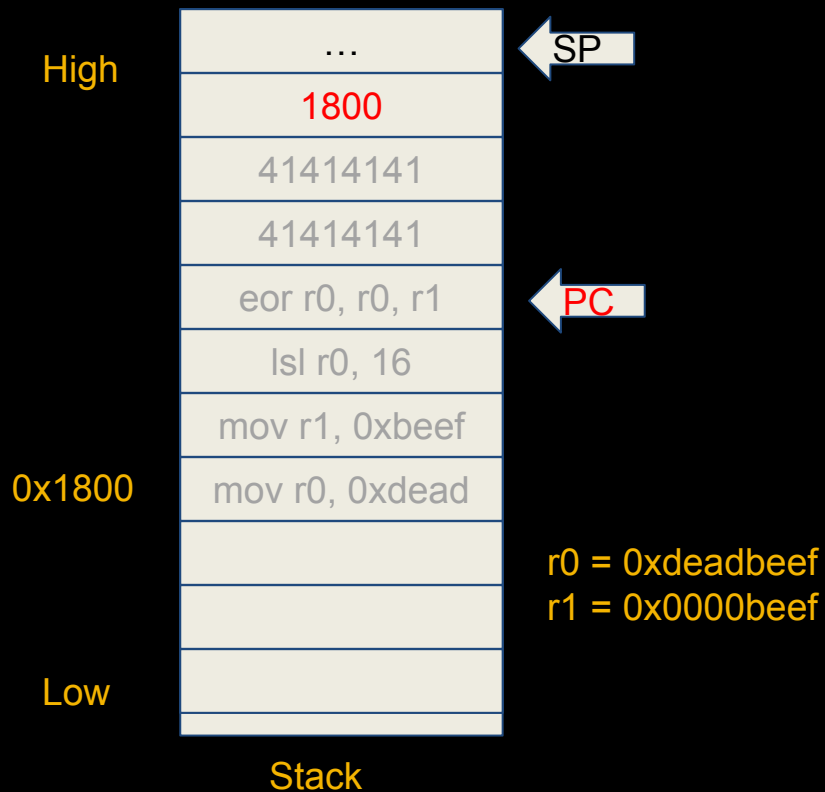 …
SP
High
1800
41414141
41414141
eor r0, r0, r1
PC
lsl r0, 16
mov r1, 0xbeef
0x1800
mov r0, 0xdead
r0 = 0xdeadbeef
r1 = 0x0000beef
Low
Stack